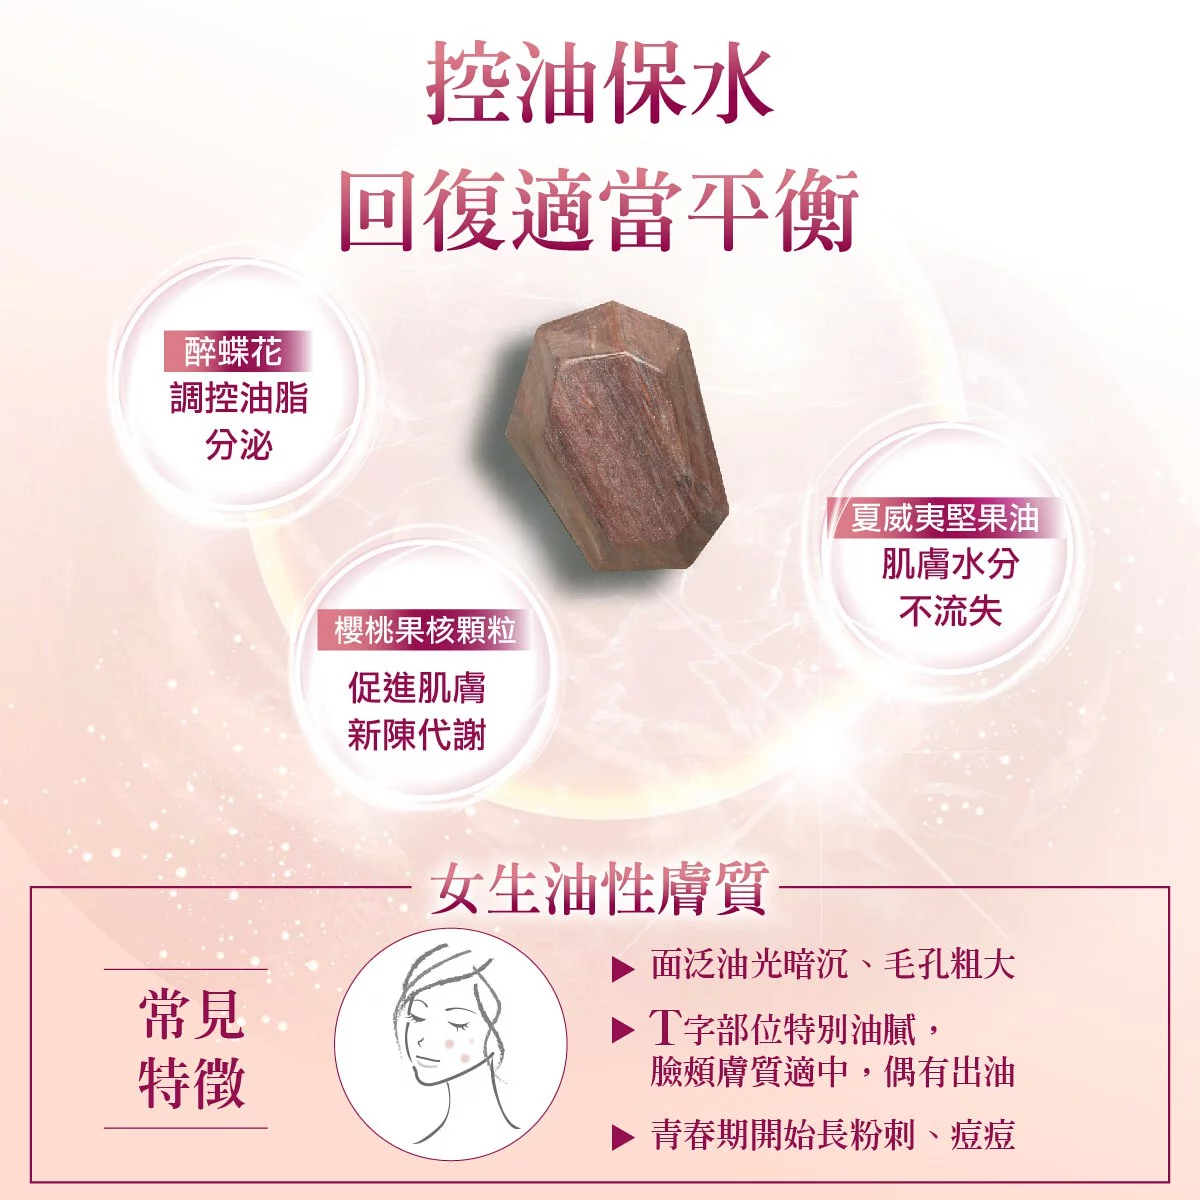 控油保水
回復適當平衡
醉蝶花
調控油脂
分泌
夏威夷堅果油
肌膚水分
不流失
櫻桃果核顆粒
促進肌膚
新陳代謝
女生油性膚質
常見
特徵
▶ 面泛油光暗沉、毛孔粗大
▶ T字部位特別油膩，
臉頰膚質適中，偶有出油
▶ 青春期開始長粉刺、痘痘